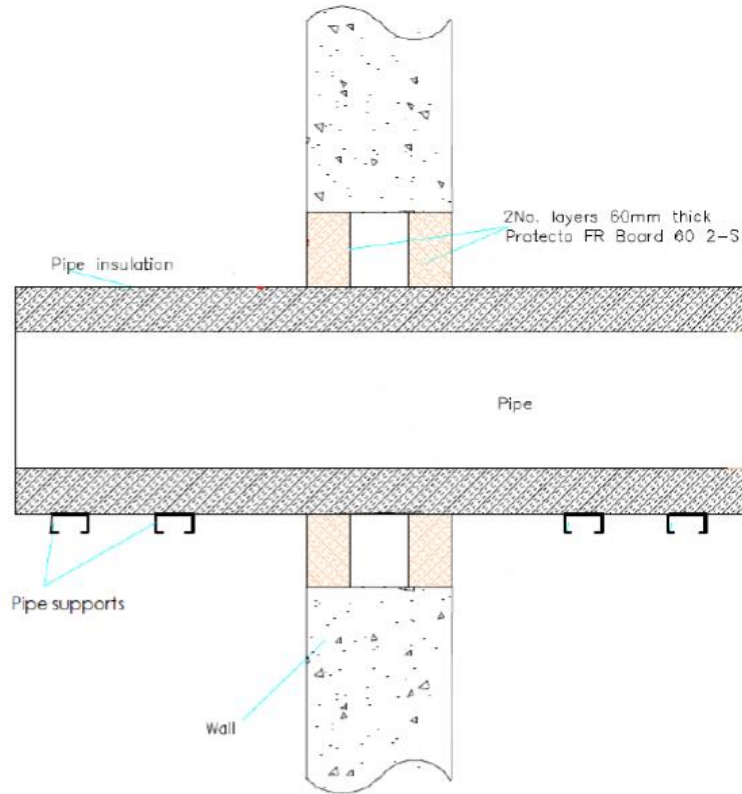 2No. layers 60mm thick
Protecta FR Board 60 2-S
Pipe insulation
Pipe
Pipe supports
Wall